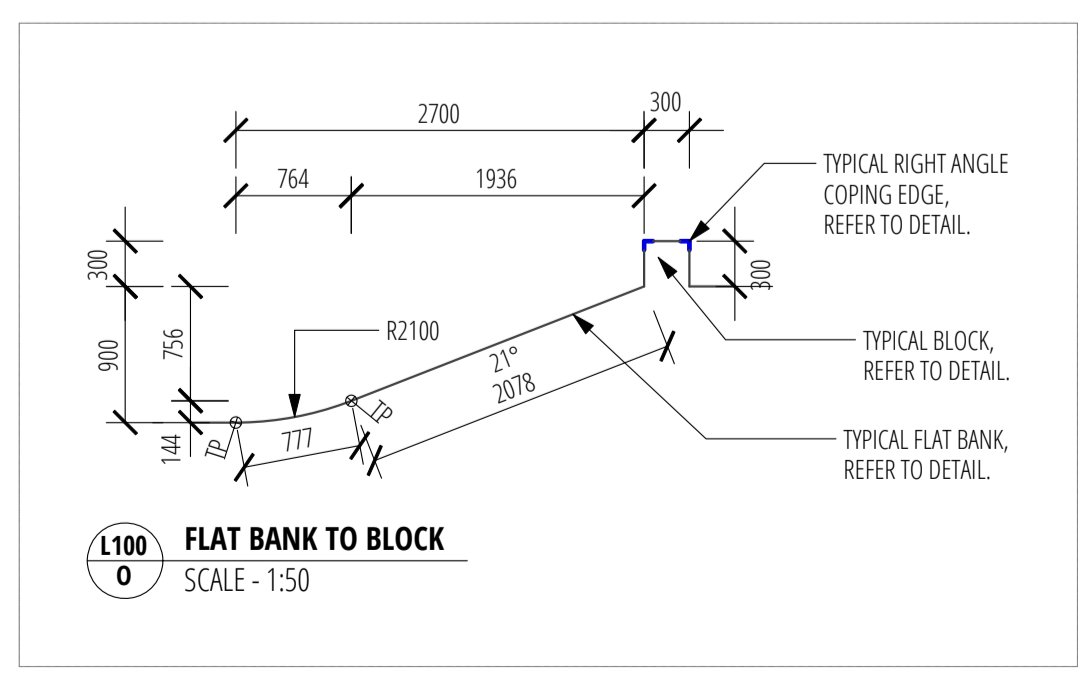 2700
300
764
1936
TYPICAL RIGHT ANGLE
COPING EDGE,
REFER TO DETAIL.
300
300
900
756
144
R2100
21°
2078
TP
TP
777
TYPICAL BLOCK,
REFER TO DETAIL.
TYPICAL FLAT BANK,
REFER TO DETAIL.
L100
O
FLAT BANK TO BLOCK
SCALE - 1:50